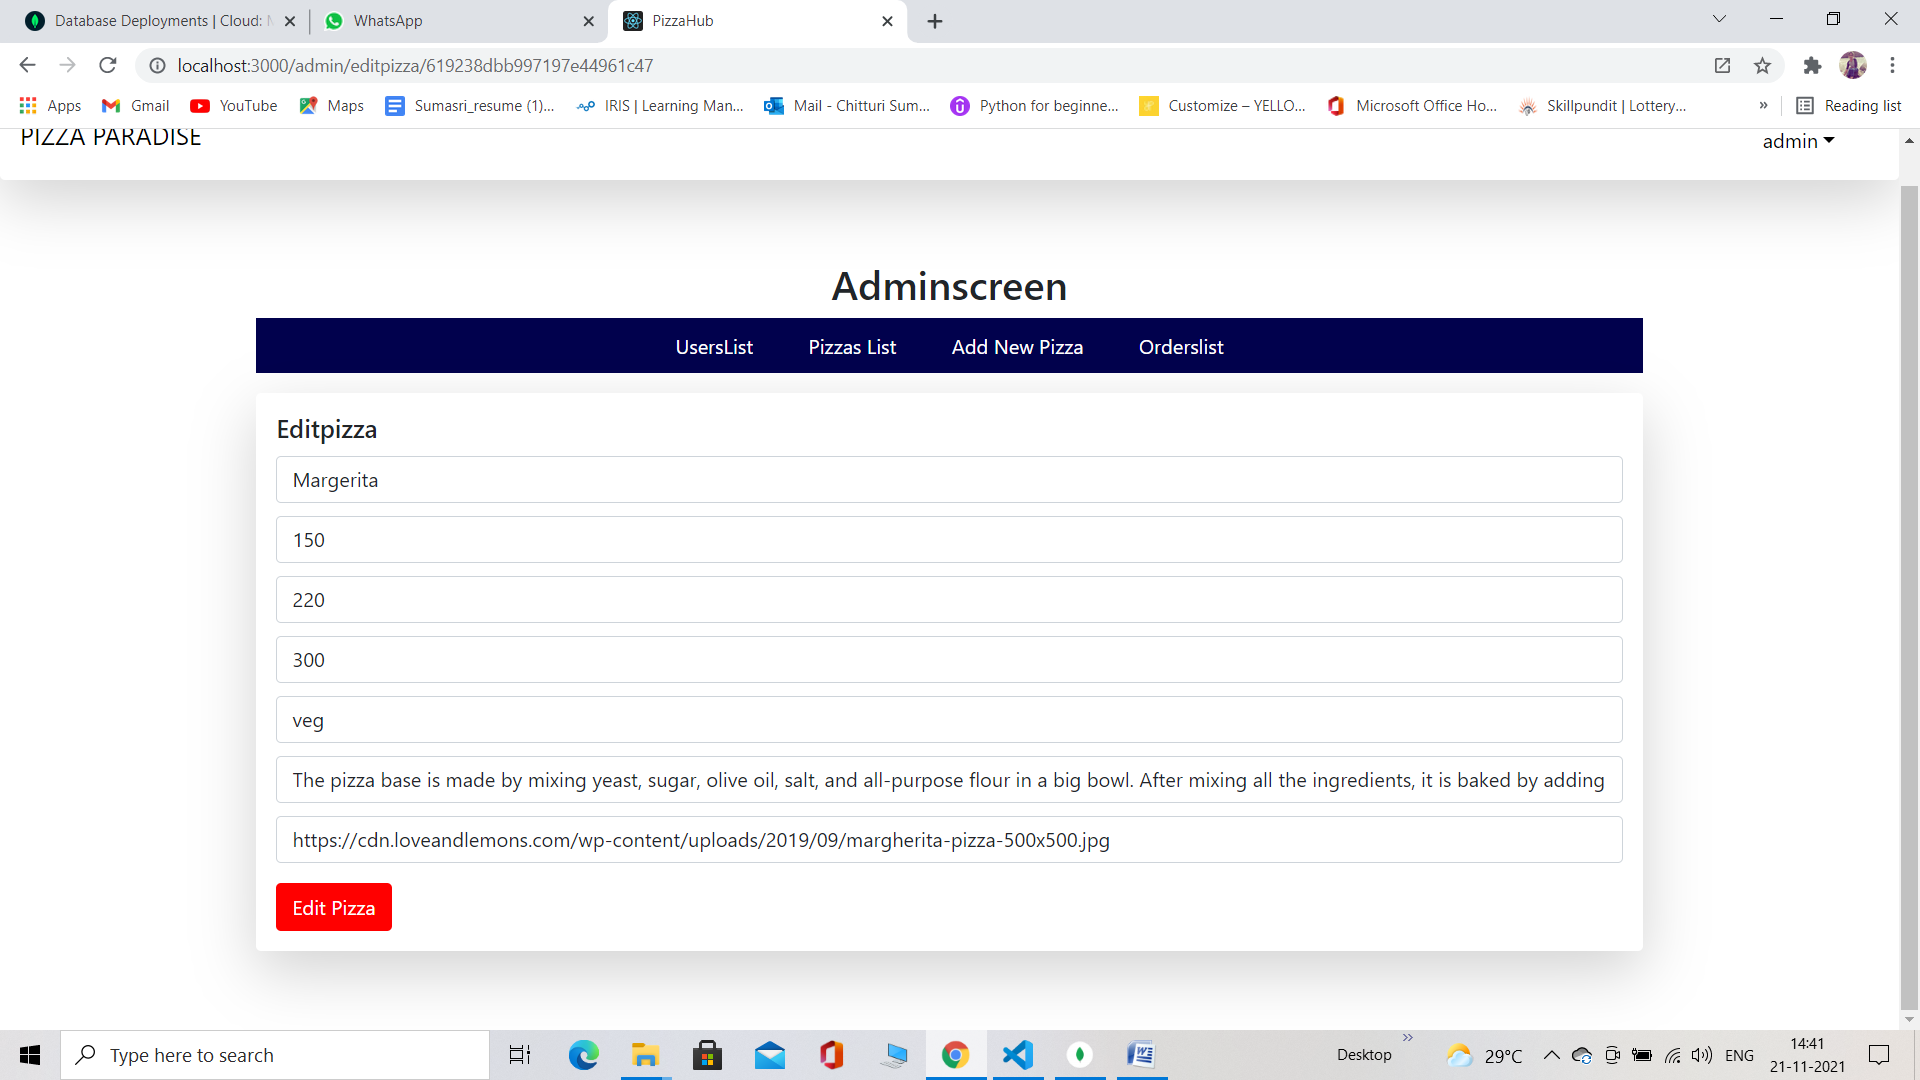 Database Deployments | Cloud:
WhatsApp
PizzaHub
localhost:3000/admin/editpizza/619238dbb997197e44961c47
Apps
Gmail
YouTube
Maps
Sumasri_resume (1)...
IRIS | Learning Man...
Mail - Chitturi Sum...
Python for beginne...
Customize – YELLO...
Microsoft Office Ho...
Skillpundit | Lottery...
»
Reading list
PIZZA PARADISE
admin
Adminscreen
UsersList
Pizzas List
Add New Pizza
Orderslist
Editpizza
Margerita
150
220
300
veg
The pizza base is made by mixing yeast, sugar, olive oil, salt, and all-purpose flour in a big bowl. After mixing all the ingredients, it is baked by adding
https://cdn.loveandlemons.com/wp-content/uploads/2019/09/margherita-pizza-500x500.jpg
Edit Pizza
Type here to search
Desktop
»
29°C
ENG
14:41
21-11-2021